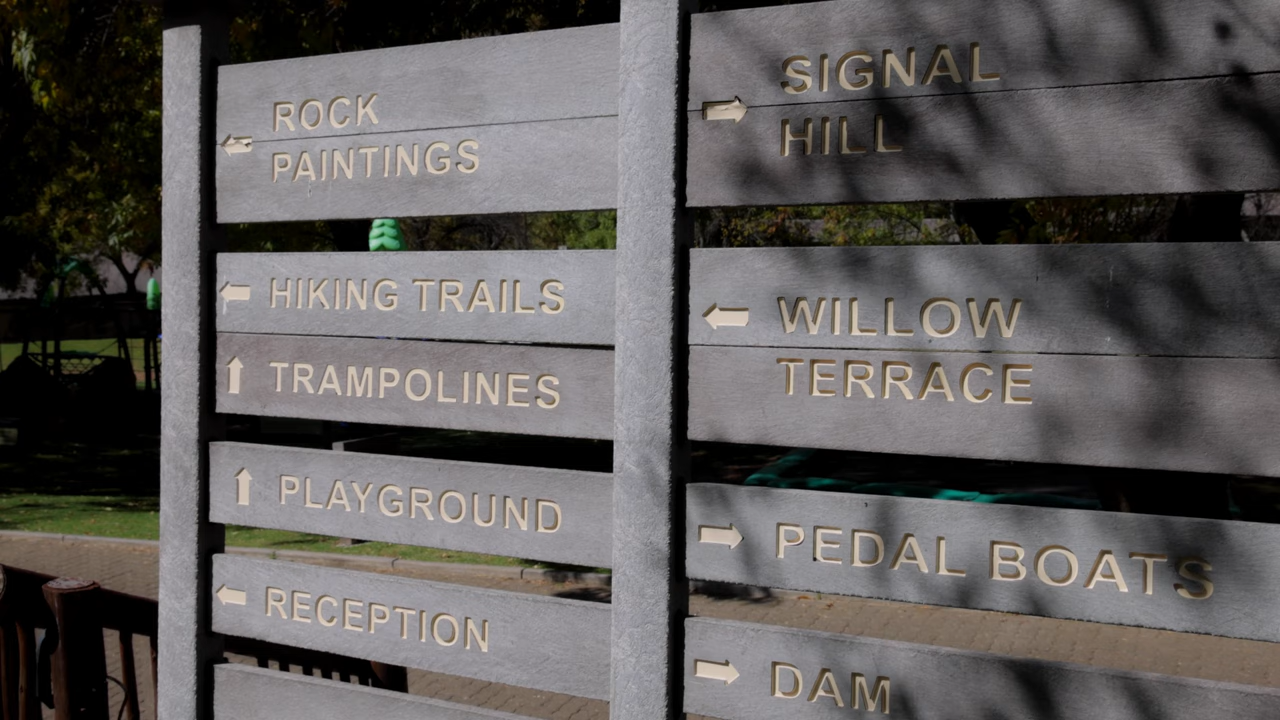 ROCK
PAINTINGS
HIKING TRAILS
TRAMPOLINES
PLAYGROUND
RECEPTION
SIGNAL
HILL
WILLOW
TERRACE
PEDAL BOATS
DAM